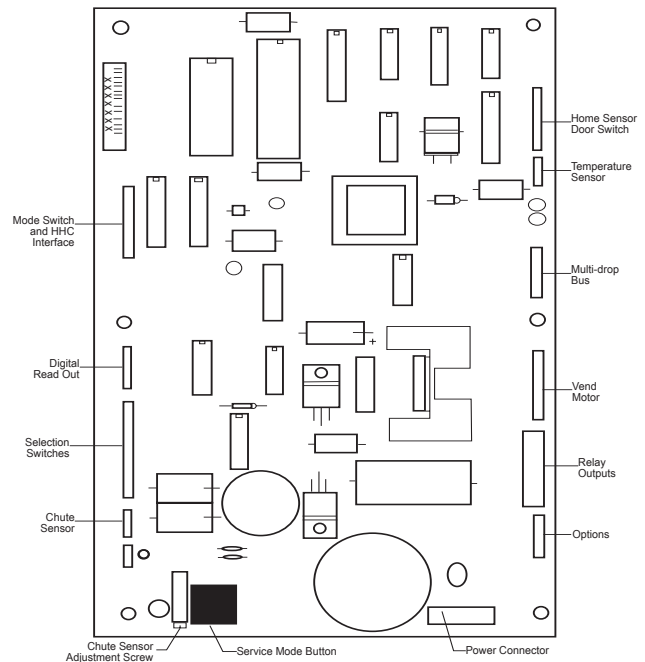 Home Sensor
Door Switch
Temperature
Sensor
Mode Switch
and HHC
Interface
Multi-drop
Bus
Digital
Read Out
Vend
Motor
Selection
Switches
Relay
Outputs
Chute
Sensor
Options
Chute Sensor
Adjustment Screw
Service Mode Button
Power Connector